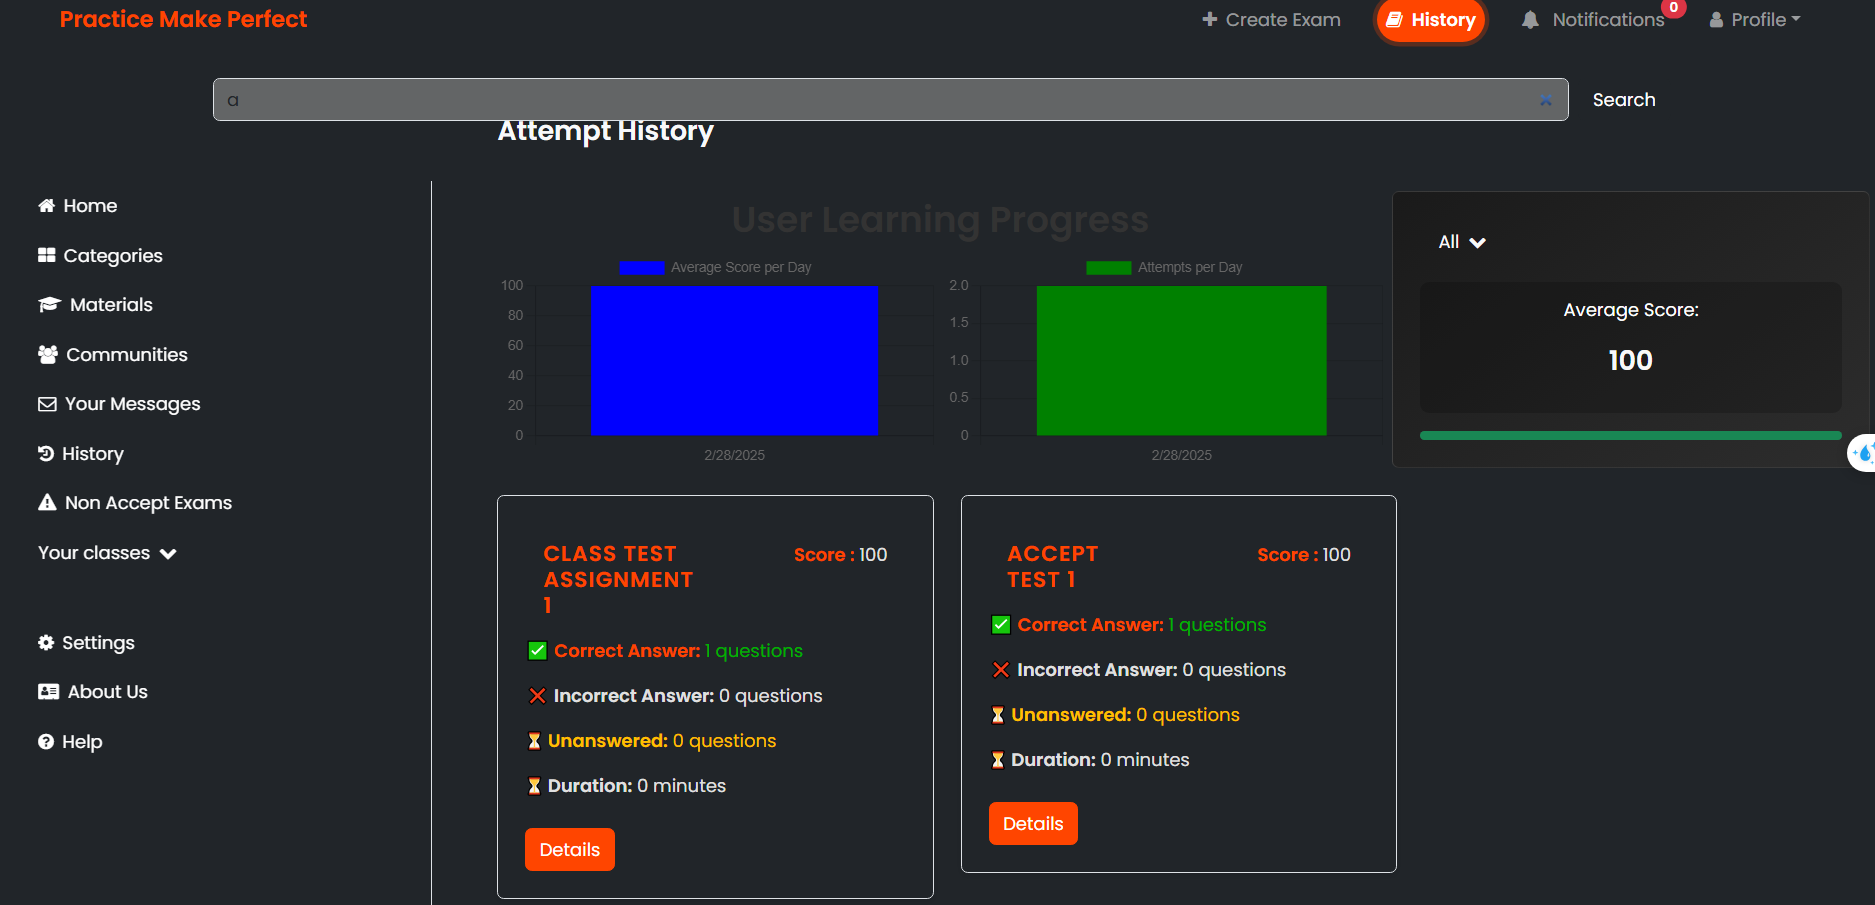 Practice Make Perfect
Create Exam
History
Notifications
0
Profile
a
Search
Attempt History
Home
Categories
Materials
Communities
Your Messages
History
Non Accept Exams
Your classes
Settings
About Us
Help
User Learning Progress
Average Score per Day
100
80
60
40
20
0
2/28/2025
Attempts per Day
2.0
1.5
1.0
0.5
0
2/28/2025
All
Average Score:
100
CLASS TEST
ASSIGNMENT
1
Score : 100
Correct Answer: 1 questions
Incorrect Answer: 0 questions
Unanswered: 0 questions
Duration: 0 minutes
Details
ACCEPT
TEST 1
Score : 100
Correct Answer: 1 questions
Incorrect Answer: 0 questions
Unanswered: 0 questions
Duration: 0 minutes
Details